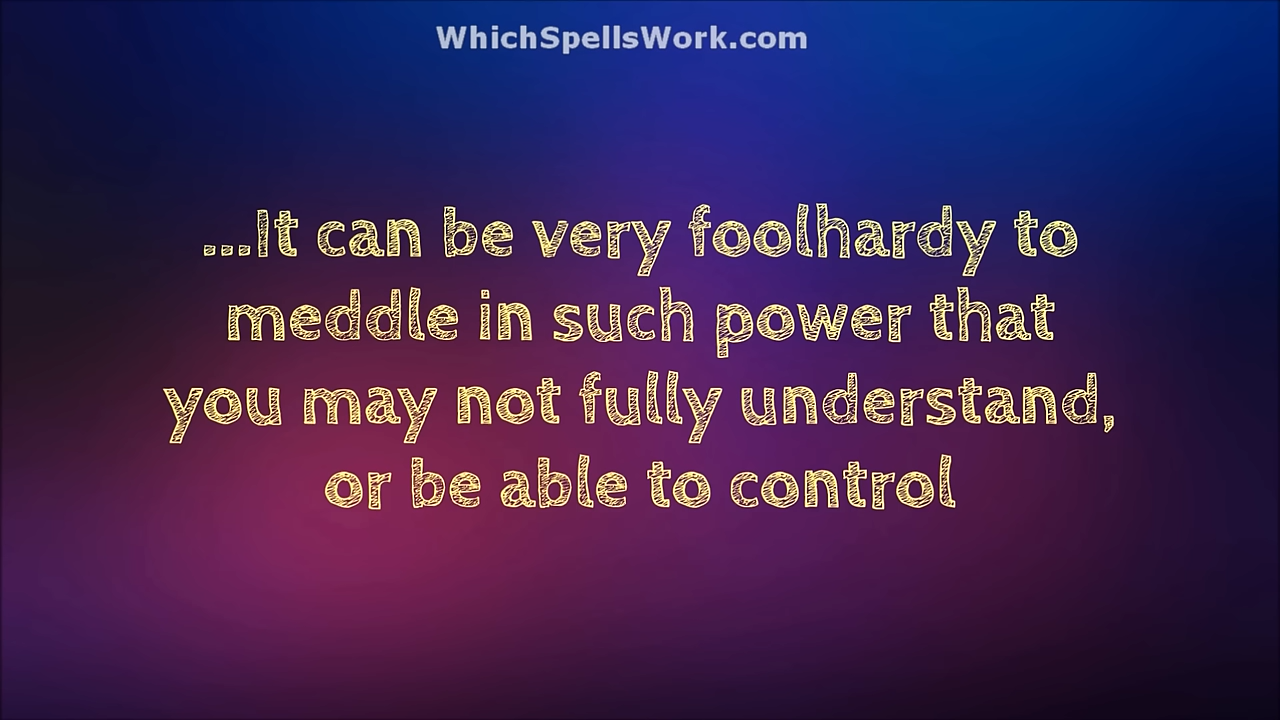 WhichSpellsWork.com
...It can be very foolhardy to
meddle in such power that
you may not fully understand,
or be able to control